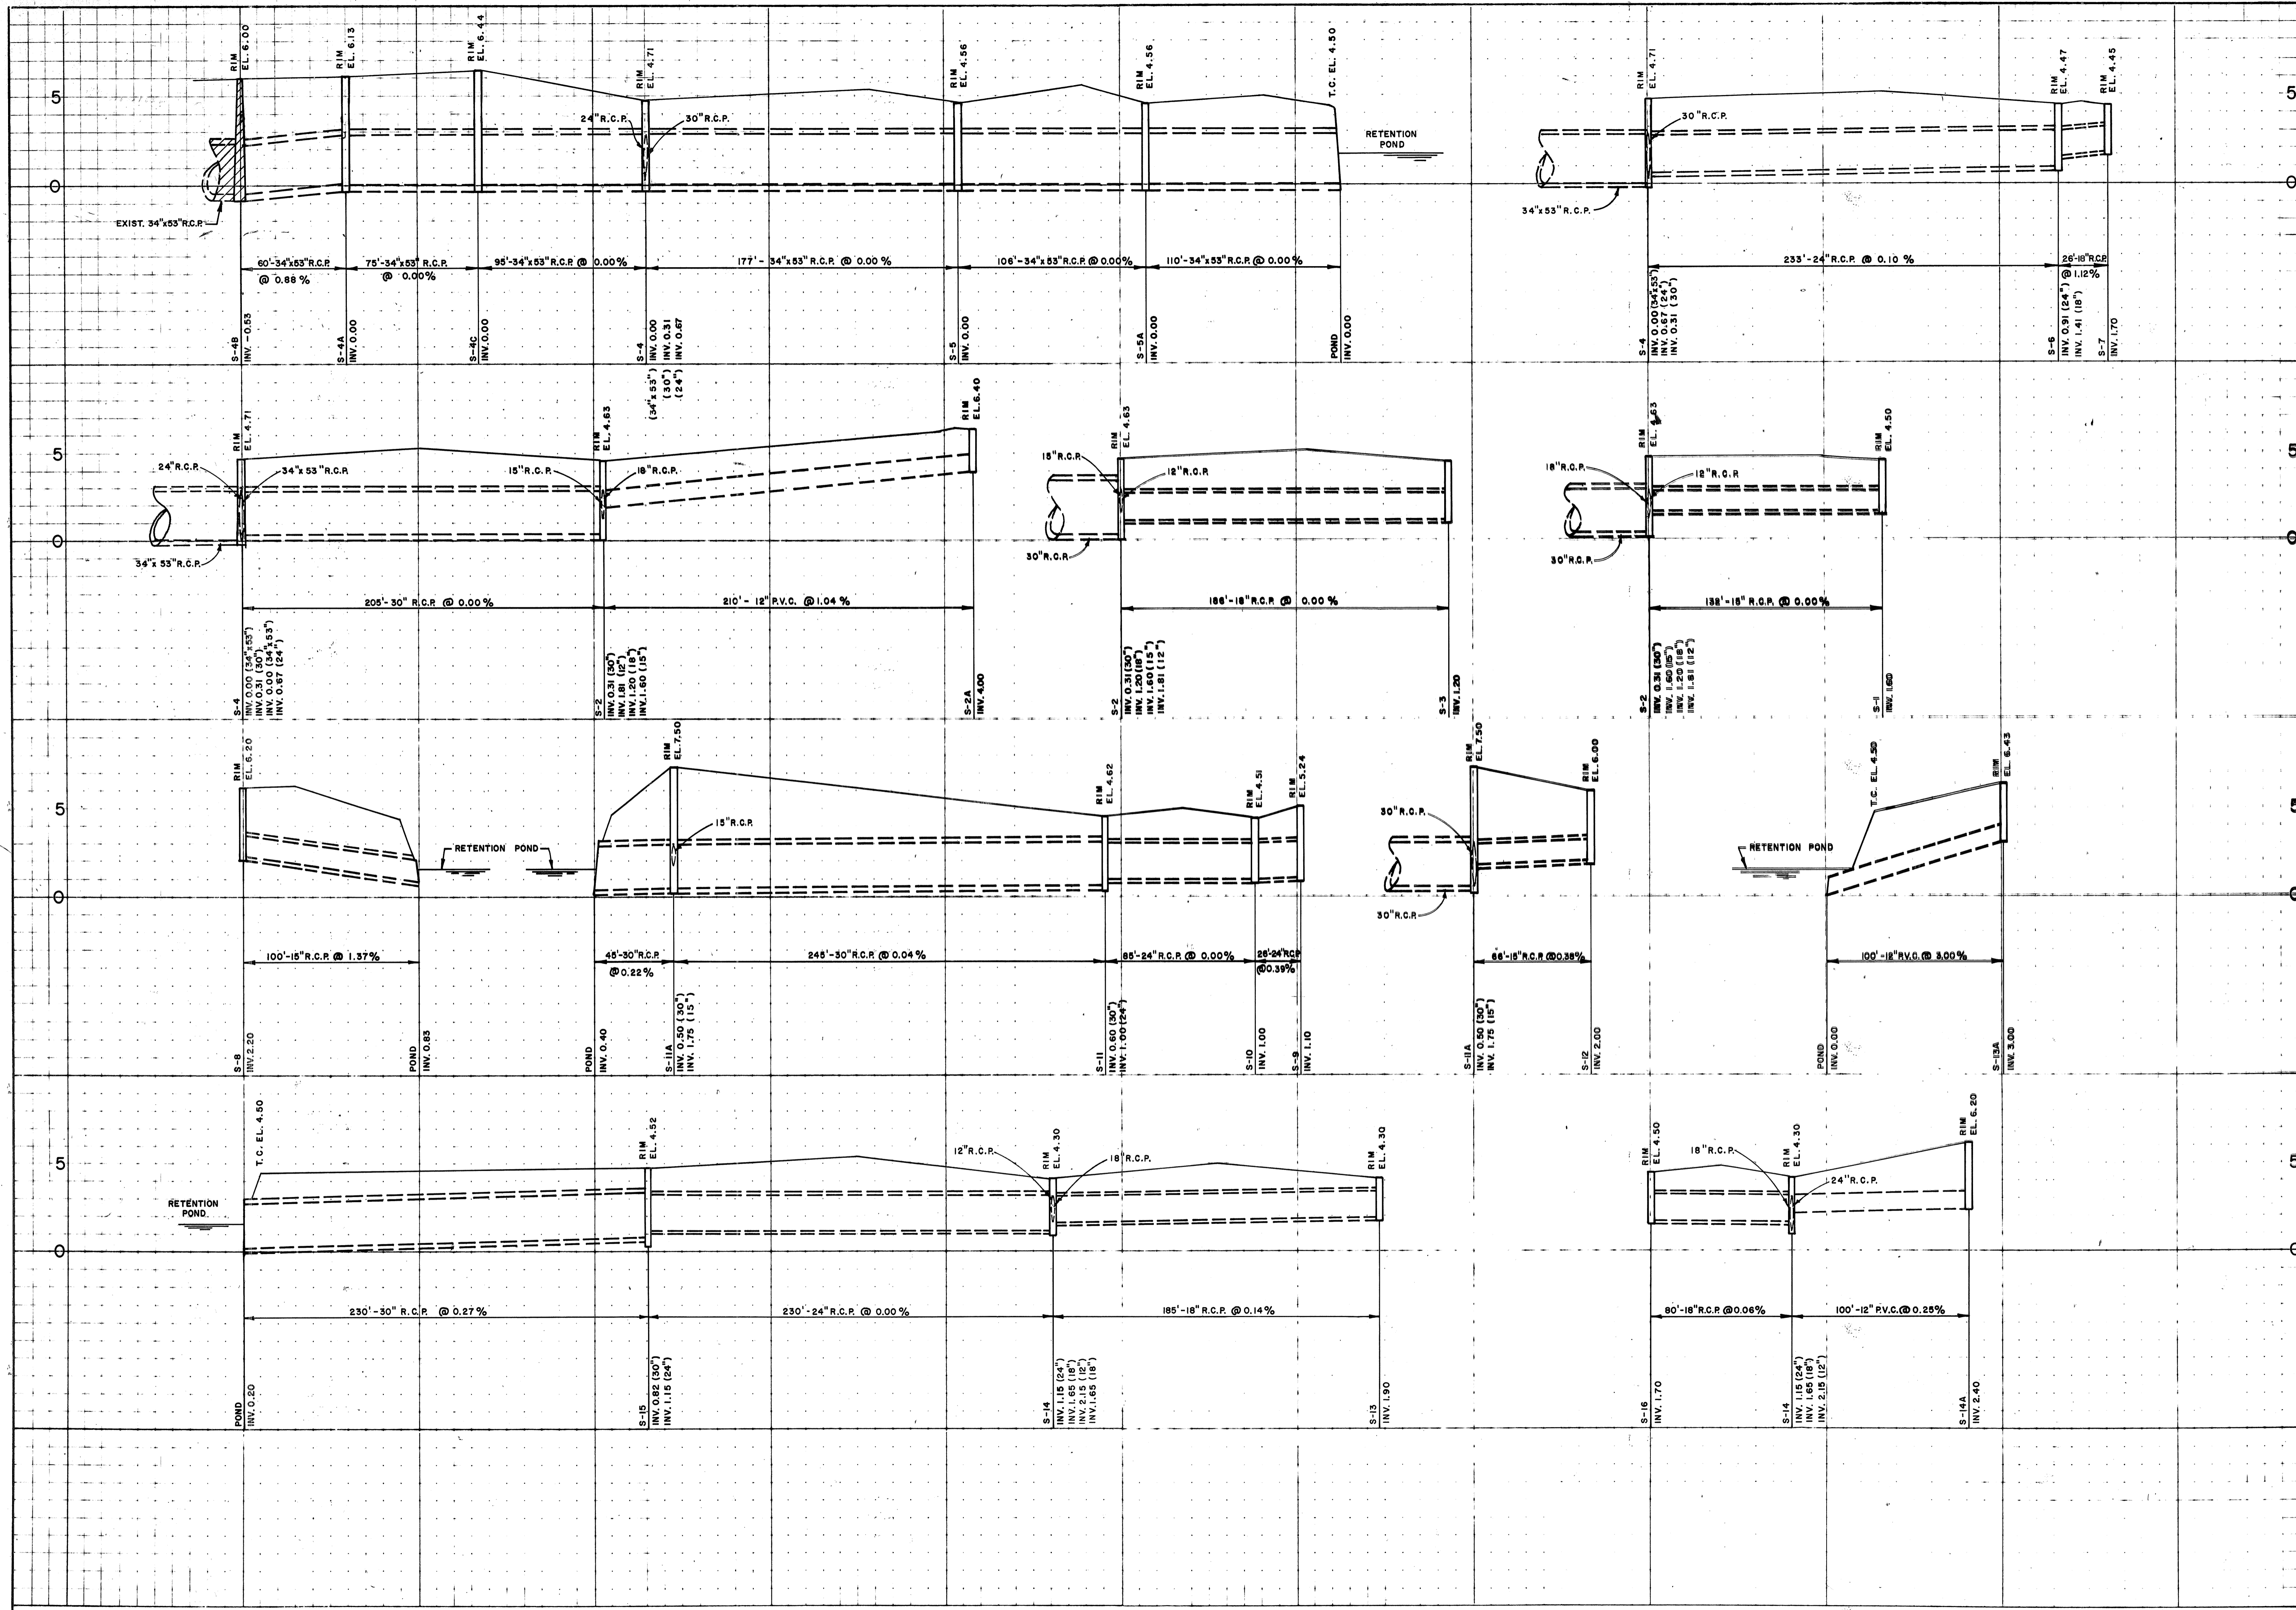 RIM
EL. 6.00
RIM
EL. 6.13
RIM
EL. 6.44
RIM
EL. 4.71
RIM
EL. 4.56
RIM
EL. 4.56
T.C. EL. 4.50
RIM
EL. 4.71
RIM
EL. 4.47
RIM
EL. 4.45
5
5
24" R.C.P.
30" R.C.P.
RETENTION
POND
30" R.C.P.
0
0
EXIST. 34"x53" R.C.P.
34"x53" R.C.P.
60'-34"x53" R.C.P.
@ 0.88 %
75'-34"x53" R.C.P.
@ 0.00%
95'-34"x53" R.C.P. @ 0.00%
177' - 34"x53" R.C.P. @ 0.00 %
106'-34"x53" R.C.P. @ 0.00%
110'-34"x53" R.C.P. @ 0.00%
233'-24" R.C.P. @ 0.10 %
26'-18" R.C.P.
@ 1.12%
S-4B
INV. -0.53
S-4A
INV. 0.00
S-4C
INV. 0.00
S-4
INV. 0.00 (34"x53")
INV. 0.31 (30")
INV. 0.67 (24")
S-5
INV. 0.00
S-5A
INV. 0.00
POND
INV. 0.00
S-4
INV. 0.00 (34"x53")
INV. 0.67 (24")
INV. 0.31 (30")
S-6
INV. 0.91 (24")
INV. 1.41 (18")
S-7
INV. 1.70
RIM
EL. 4.71
RIM
EL. 4.63
RIM
EL. 6.40
RIM
EL. 4.63
RIM
EL. 4.63
RIM
EL. 4.50
5
5
24" R.C.P.
34"x 53" R.C.P.
15" R.C.P.
18" R.C.P.
15" R.C.P.
12" R.C.P.
18" R.C.P.
12" R.C.P.
0
0
34"x 53" R.C.P.
30" R.C.P.
30" R.C.P.
205'-30" R.C.P. @ 0.00 %
210' - 12" P.V.C. @ 1.04 %
186'-18" R.C.P. @ 0.00 %
132'-15" R.C.P. @ 0.00%
S-4
INV. 0.00 (34"x53")
INV. 0.31 (30")
INV. 0.00 (34"x53")
INV. 0.67 (24")
S-2
INV. 0.31 (30")
INV. 1.81 (12")
INV. 1.20 (18")
INV. 1.60 (15")
S-2A
INV. 4.00
S-2
INV. 0.31 (30")
INV. 1.20 (18")
INV. 1.60 (15")
INV. 1.81 (12")
S-3
INV. 1.20
S-2
INV. 0.31 (30")
INV. 1.60 (15")
INV. 1.20 (18")
INV. 1.81 (12")
S-1
INV. 1.60
RIM
EL. 6.20
RIM
EL. 7.50
RIM
EL. 4.62
RIM
EL. 4.51
RIM
EL. 5.24
RIM
EL. 7.50
RIM
EL. 6.00
T.C. EL. 4.50
RIM
EL. 6.43
5
5
RETENTION POND
15" R.C.P.
30" R.C.P.
RETENTION POND
0
0
30" R.C.P.
100'-15" R.C.P. @ 1.37%
45'-30" R.C.P.
@ 0.22%
245'-30" R.C.P. @ 0.04%
85'-24" R.C.P. @ 0.00%
26'-24" R.C.P.
@ 0.39%
66'-15" R.C.P. @ 0.38%
100'-12" P.V.C. @ 3.00%
S-8
INV. 2.20
POND
INV. 0.83
POND
INV. 0.40
S-11A
INV. 0.50 (30")
INV. 1.75 (15")
S-11
INV. 0.60 (30")
INV. 1.00 (24")
S-10
INV. 1.00
S-9
INV. 1.10
S-11A
INV. 0.50 (30")
INV. 1.75 (15")
S-12
INV. 2.00
POND
INV. 0.00
S-13A
INV. 3.00
T.C. EL. 4.50
RIM
EL. 4.52
RIM
EL. 4.30
RIM
EL. 4.30
RIM
EL. 4.50
RIM
EL. 4.30
RIM
EL. 6.20
5
5
12" R.C.P.
18" R.C.P.
18" R.C.P.
24" R.C.P.
RETENTION
POND
0
0
230'-30" R.C.P. @ 0.27%
230'-24" R.C.P. @ 0.00%
185'-18" R.C.P. @ 0.14%
80'-18" R.C.P. @ 0.06%
100'-12" P.V.C. @ 0.25%
POND
INV. 0.20
S-15
INV. 0.82 (30")
INV. 1.15 (24")
S-14
INV. 1.15 (24")
INV. 1.65 (18")
INV. 2.15 (12")
INV. 1.65 (18")
S-13
INV. 1.90
S-16
INV. 1.70
S-14
INV. 1.15 (24")
INV. 1.65 (18")
INV. 2.15 (12")
S-14A
INV. 2.40